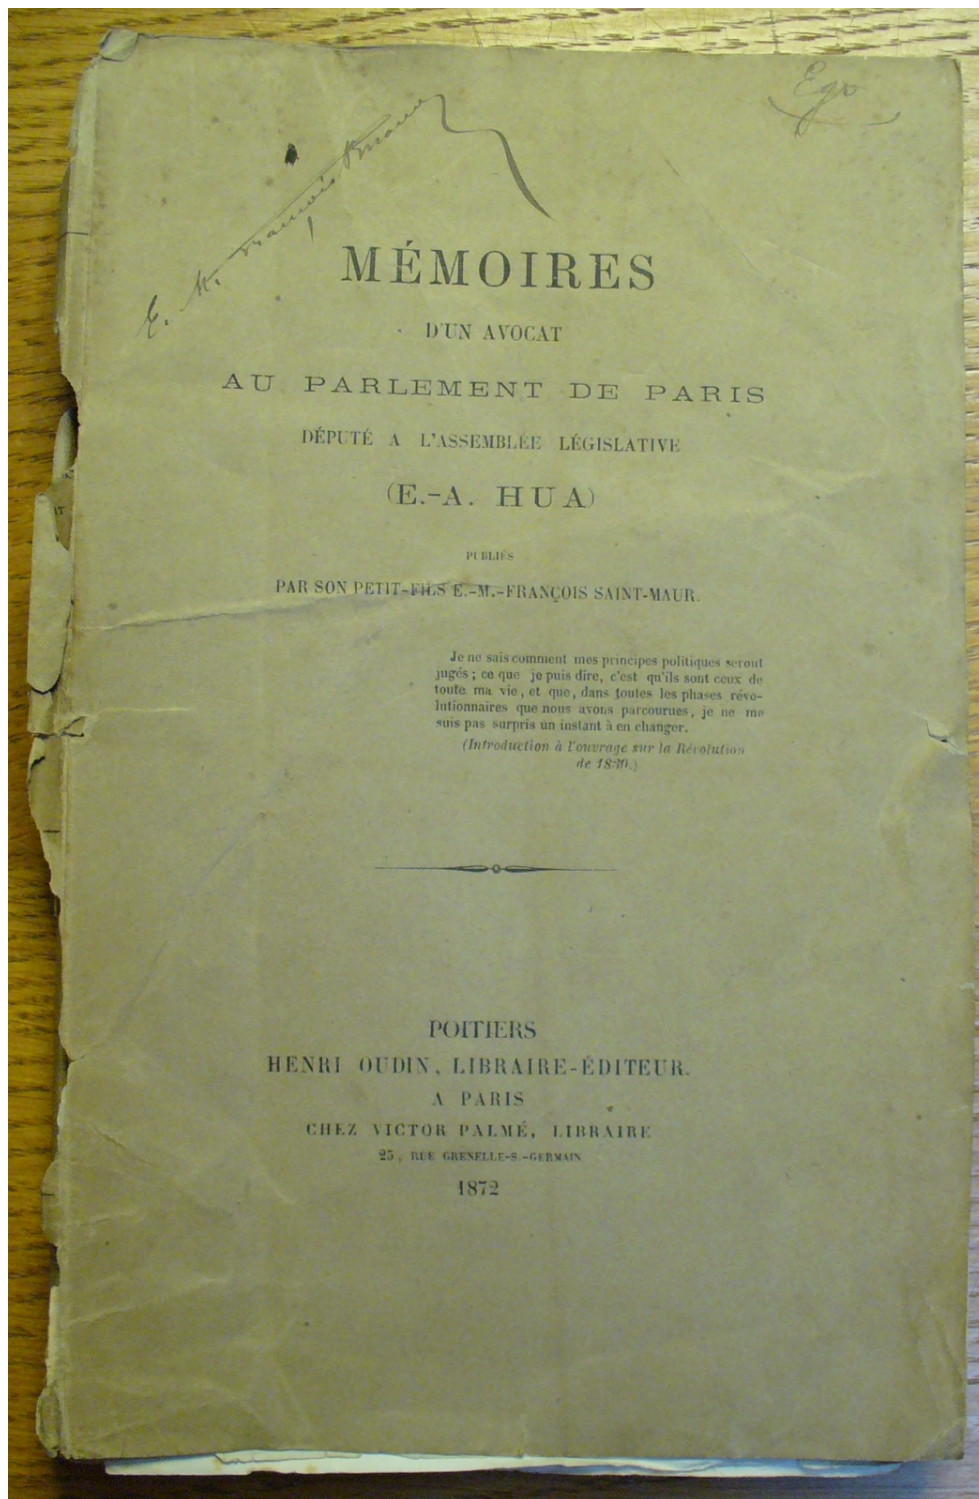 Ego
E. M. François
MÉMOIRES
D'UN AVOCAT
AU PARLEMENT DE PARIS
DÉPUTÉ A L'ASSEMBLÉE LÉGISLATIVE
(E.-A. HUA)
PUBLIÉS
PAR SON PETIT-FILS E.-M.-FRANÇOIS SAINT-MAUR.
Je ne sais comment mes principes politiques seront
jugés ; ce que je puis dire, c'est qu'ils sont ceux de
toute ma vie, et que, dans toutes les phases révo-
lutionnaires que nous avons parcourues, je ne me
suis pas surpris un instant à en changer.
(Introduction à l'ouvrage sur la Révolution
de 1830.)
POITIERS
HENRI OUDIN, LIBRAIRE-ÉDITEUR.
A PARIS
CHEZ VICTOR PALMÉ, LIBRAIRE
25, RUE GRENELLE-S.-GERMAIN
1872